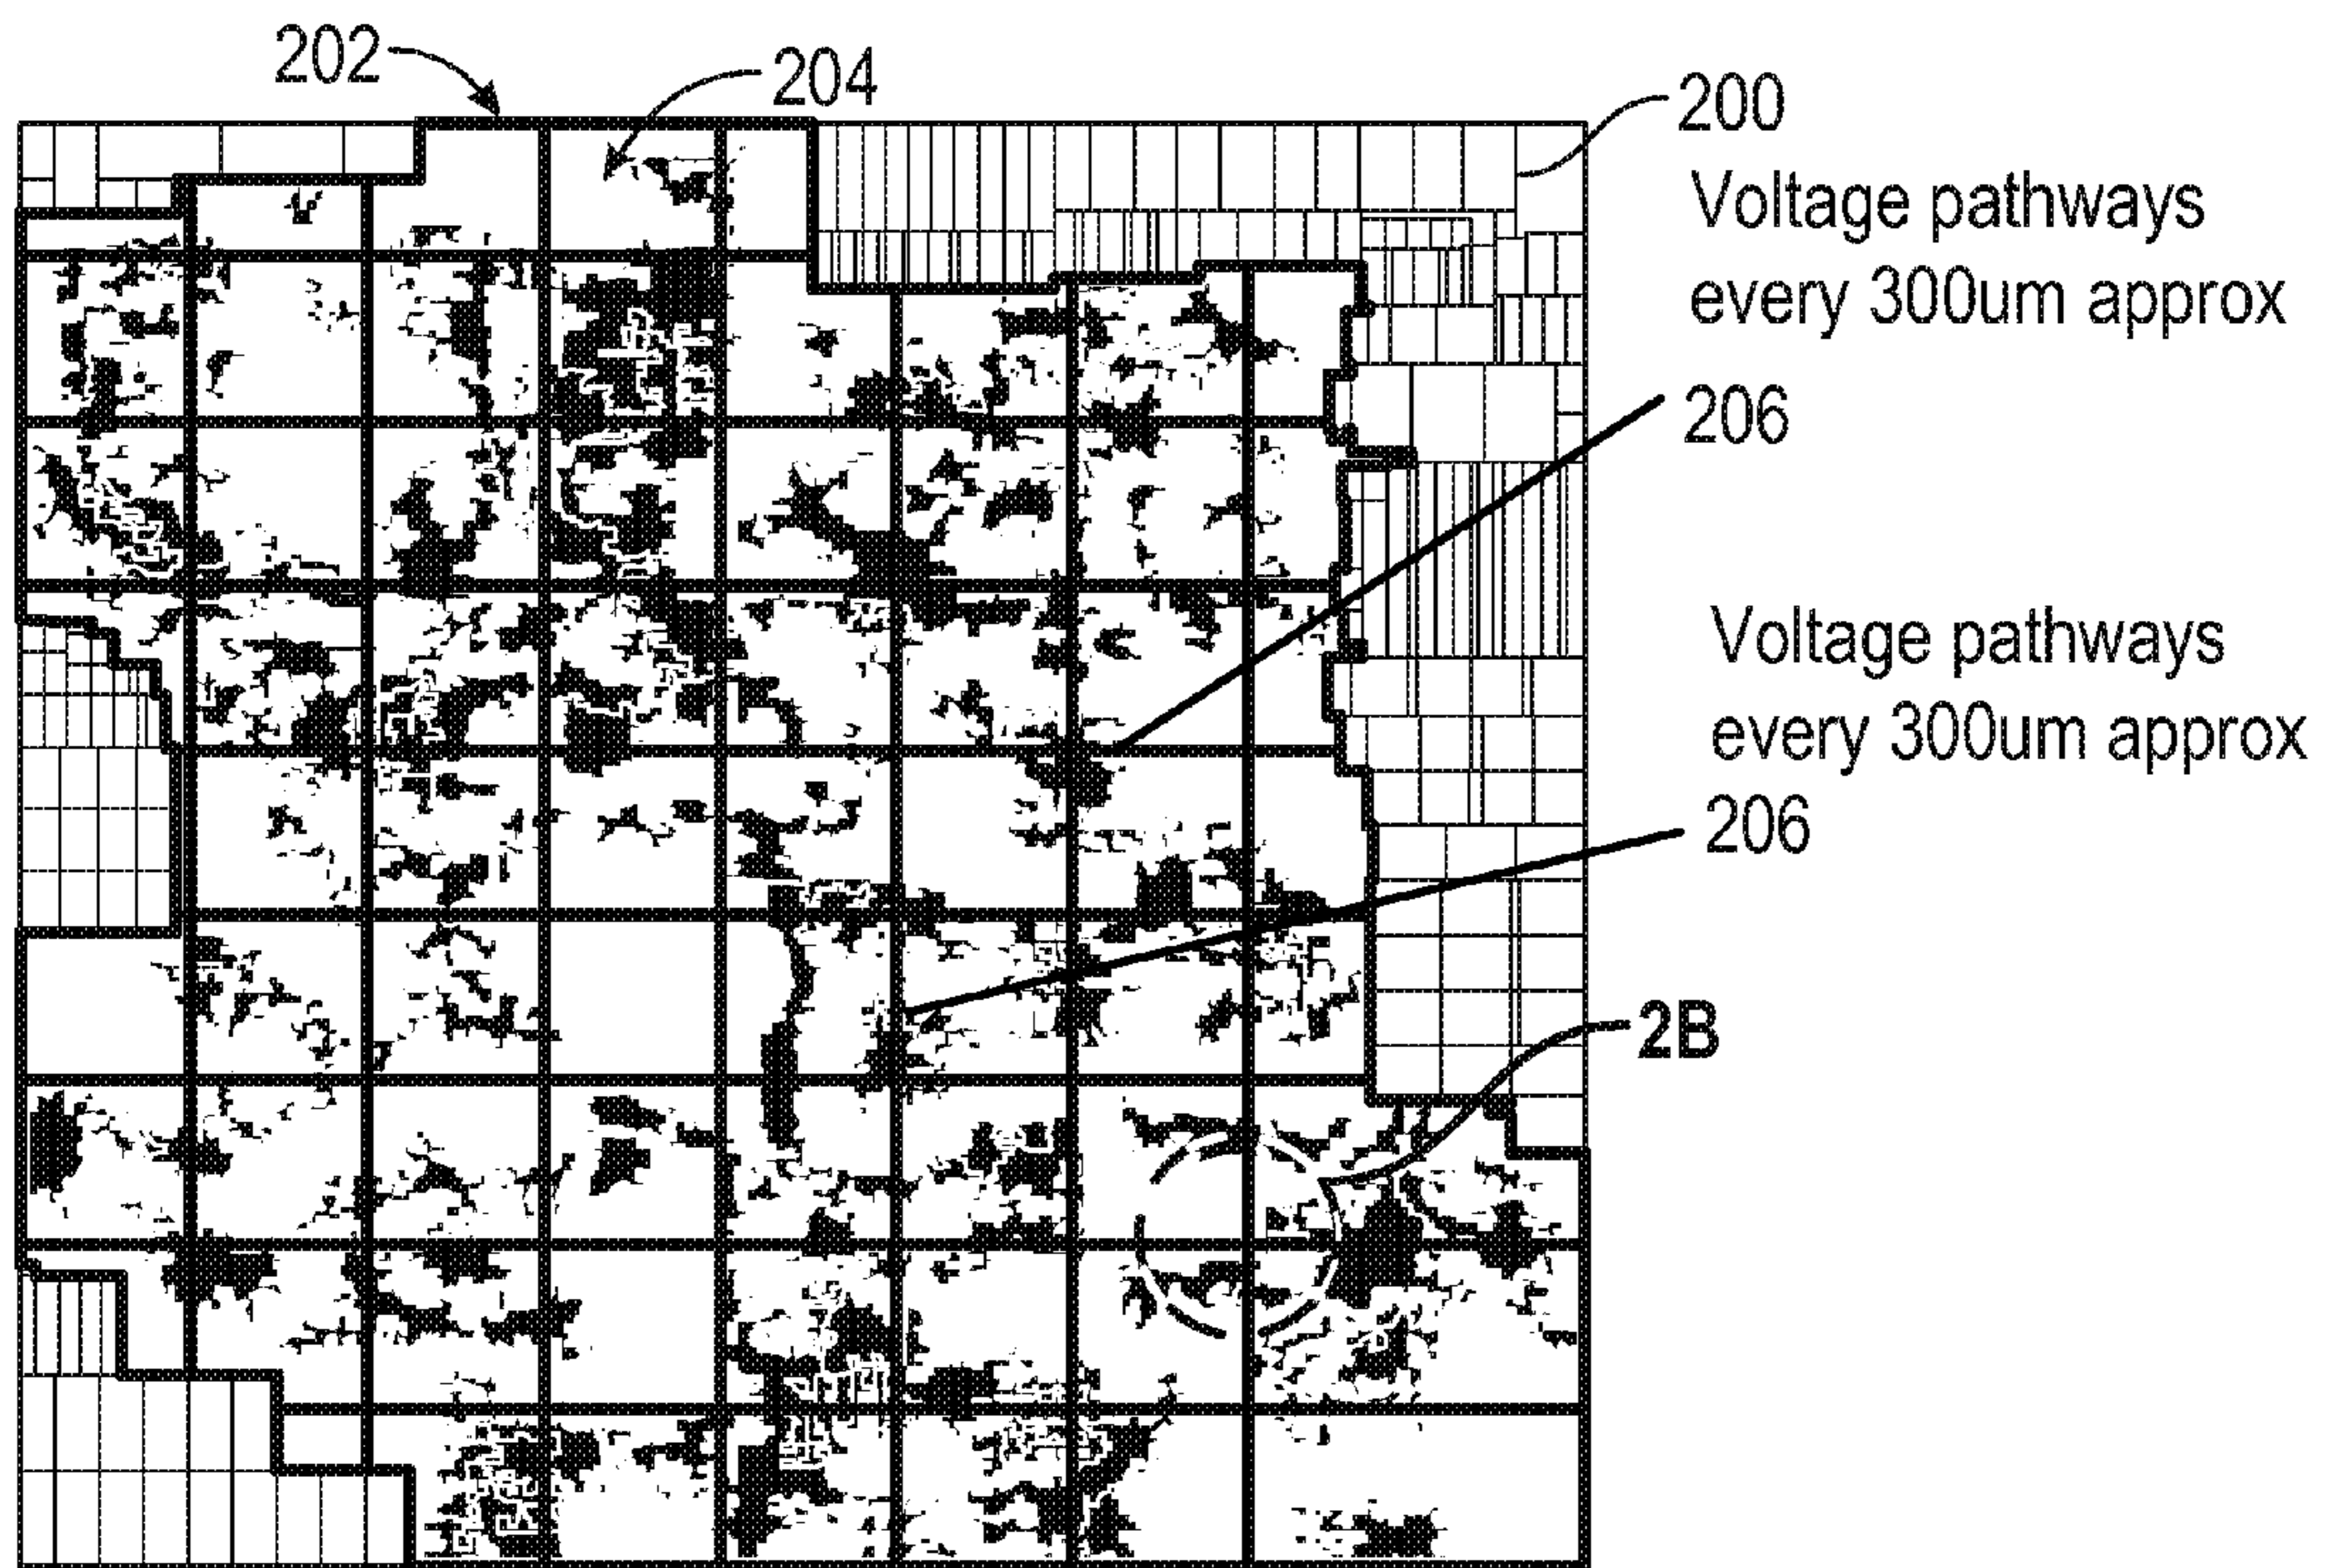 202
204
200
Voltage pathways
every 300um approx
206
Voltage pathways
every 300um approx
206
2B